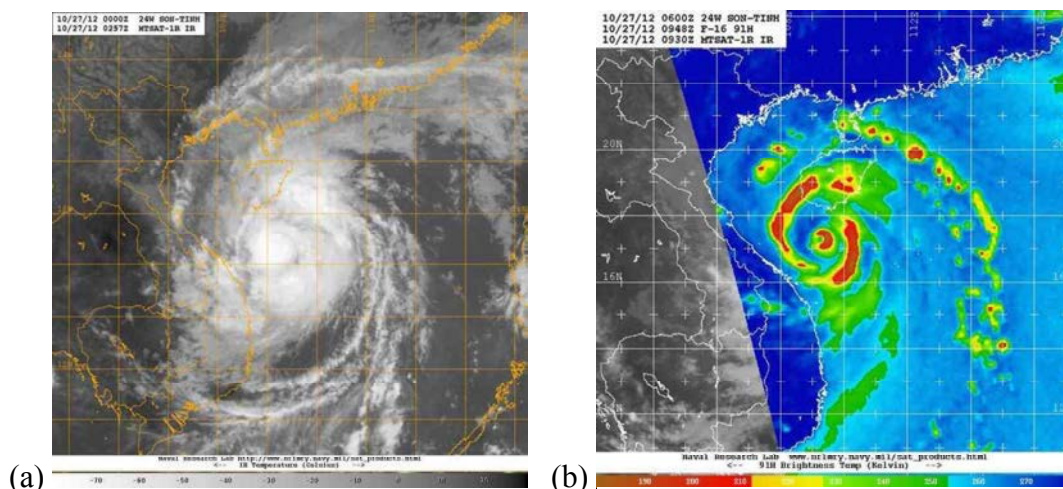 (a)
10/27/12 0000Z 24W SON-TINH
10/27/12 0257Z MTSAT-1R IR
Naval Research Lab http://www.nrlmry.navy.mil/sat_products.html
<-- IR Temperature (Celsius) -->
-70 -60 -50 -40 -30 -20 -10
(b)
10/27/12 0600Z 24W SON-TINH
10/27/12 0948Z F-16 91H
10/27/12 0930Z MTSAT-1R IR
112E
20N
16N
Naval Research Lab www.nrlmry.navy.mil/sat_products.html
<-- 91H Brightness Temp (Kelvin) -->
190 200 210 220 230 240 250 260 270